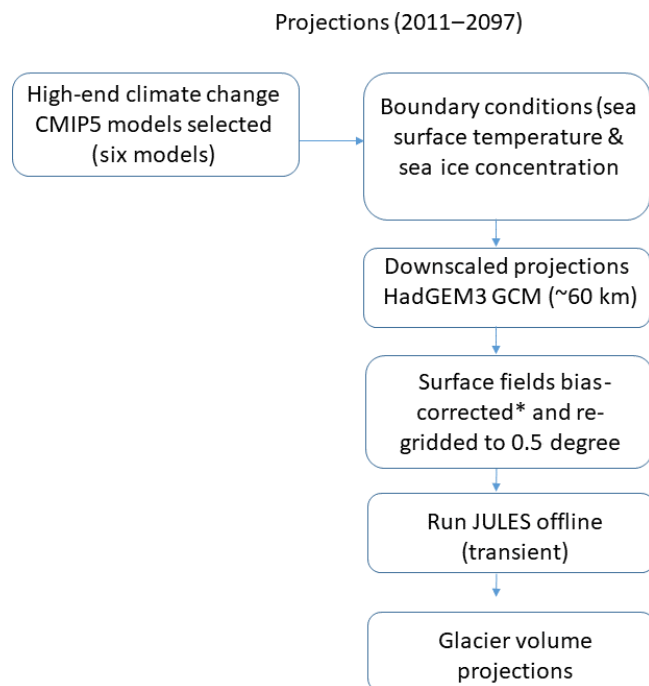 Projections (2011–2097)
High-end climate change
CMIP5 models selected
(six models)
Boundary conditions (sea
surface temperature &
sea ice concentration
Downscaled projections
HadGEM3 GCM (~60 km)
Surface fields bias-
corrected* and re-
gridded to 0.5 degree
Run JULES offline
(transient)
Glacier volume
projections